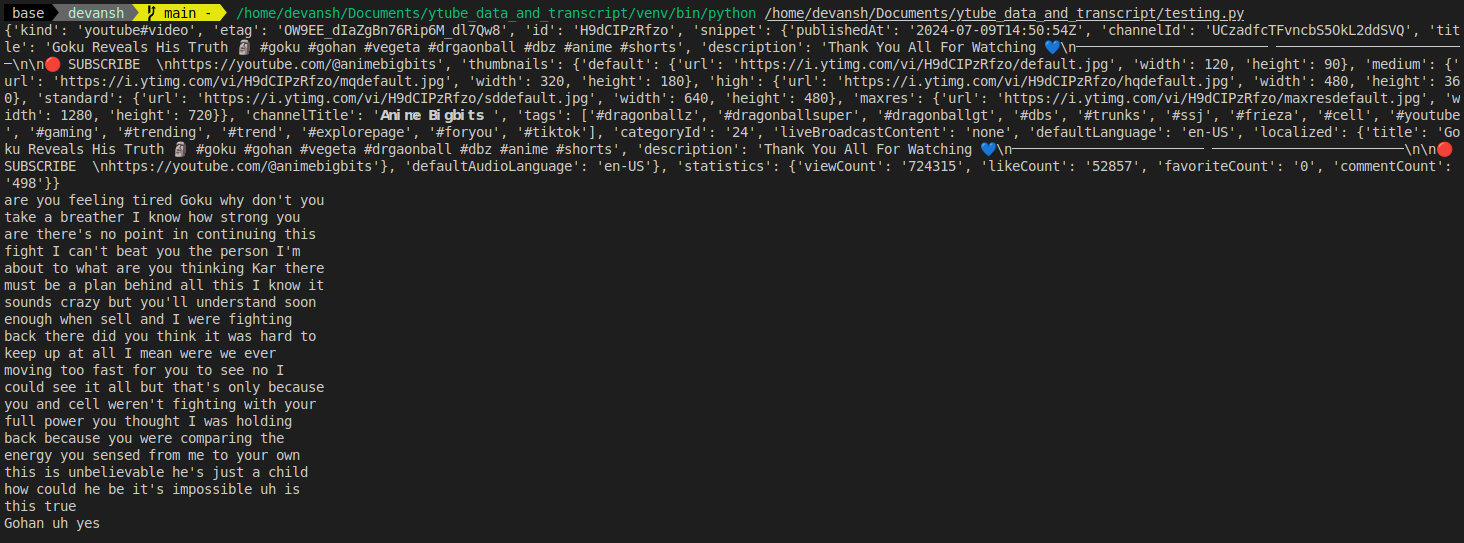 base devansh main - /home/devansh/Documents/ytube_data_and_transcript/venv/bin/python /home/devansh/Documents/ytube_data_and_transcript/testing.py
{'kind': 'youtube#video', 'etag': 'OW9EE_dIaZgBn76Rip6M_dl7Qw8', 'id': 'H9dCIPzRfzo', 'snippet': {'publishedAt': '2024-07-09T14:50:54Z', 'channelId': 'UCzadfcTFvncbS5OkL2ddSVQ', 'tit
le': 'Goku Reveals His Truth 🗿 #goku #gohan #vegeta #drgaonball #dbz #anime #shorts', 'description': 'Thank You All For Watching 💙\n———————————————————————— ————————————————————————
—\n\n🔴 SUBSCRIBE  \nhttps://youtube.com/@animebigbits', 'thumbnails': {'default': {'url': 'https://i.ytimg.com/vi/H9dCIPzRfzo/default.jpg', 'width': 120, 'height': 90}, 'medium': {'
url': 'https://i.ytimg.com/vi/H9dCIPzRfzo/mqdefault.jpg', 'width': 320, 'height': 180}, 'high': {'url': 'https://i.ytimg.com/vi/H9dCIPzRfzo/hqdefault.jpg', 'width': 480, 'height': 36
0}, 'standard': {'url': 'https://i.ytimg.com/vi/H9dCIPzRfzo/sddefault.jpg', 'width': 640, 'height': 480}, 'maxres': {'url': 'https://i.ytimg.com/vi/H9dCIPzRfzo/maxresdefault.jpg', 'w
idth': 1280, 'height': 720}}, 'channelTitle': 'Anime Bigbits ', 'tags': ['#dragonballz', '#dragonballsuper', '#dragonballgt', '#dbs', '#trunks', '#ssj', '#frieza', '#cell', '#youtube
', '#gaming', '#trending', '#trend', '#explorepage', '#foryou', '#tiktok'], 'categoryId': '24', 'liveBroadcastContent': 'none', 'defaultLanguage': 'en-US', 'localized': {'title': 'Go
ku Reveals His Truth 🗿 #goku #gohan #vegeta #drgaonball #dbz #anime #shorts', 'description': 'Thank You All For Watching 💙\n———————————————————————— ————————————————————————\n\n🔴
SUBSCRIBE  \nhttps://youtube.com/@animebigbits'}, 'defaultAudioLanguage': 'en-US'}, 'statistics': {'viewCount': '724315', 'likeCount': '52857', 'favoriteCount': '0', 'commentCount':
'498'}}
are you feeling tired Goku why don't you
take a breather I know how strong you
are there's no point in continuing this
fight I can't beat you the person I'm
about to what are you thinking Kar there
must be a plan behind all this I know it
sounds crazy but you'll understand soon
enough when sell and I were fighting
back there did you think it was hard to
keep up at all I mean were we ever
moving too fast for you to see no I
could see it all but that's only because
you and cell weren't fighting with your
full power you thought I was holding
back because you were comparing the
energy you sensed from me to your own
this is unbelievable he's just a child
how could he be it's impossible uh is
this true
Gohan uh yes